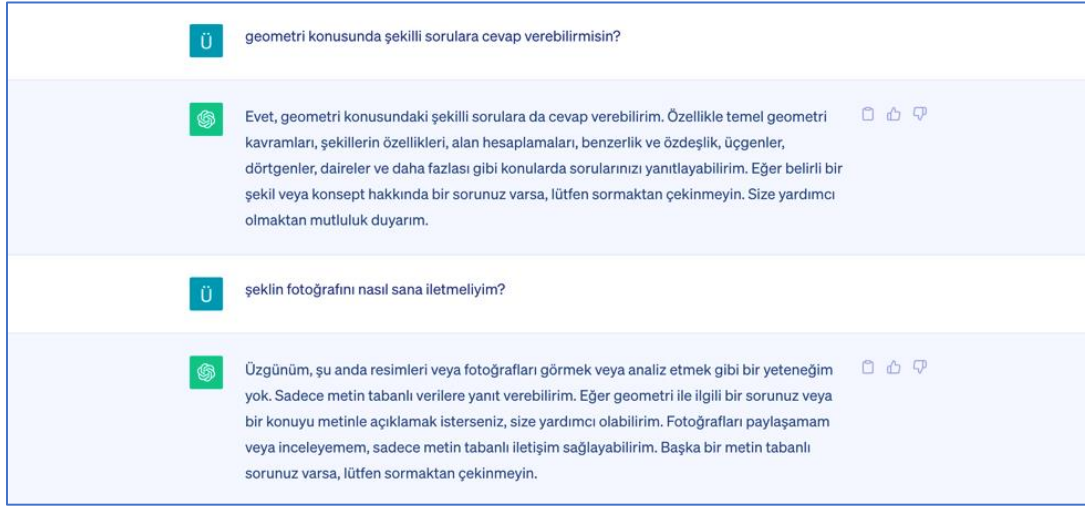 Ü
geometri konusunda şekilli sorulara cevap verebilirmisin?
Evet, geometri konusundaki şekilli sorulara da cevap verebilirim. Özellikle temel geometri
kavramları, şekillerin özellikleri, alan hesaplamaları, benzerlik ve özdeşlik, üçgenler,
dörtgenler, daireler ve daha fazlası gibi konularda sorularınızı yanıtlayabilirim. Eğer belirli bir
şekil veya konsept hakkında bir sorunuz varsa, lütfen sormaktan çekinmeyin. Size yardımcı
olmaktan mutluluk duyarım.
Ü
şeklin fotoğrafını nasıl sana iletmeliyim?
Üzgünüm, şu anda resimleri veya fotoğrafları görmek veya analiz etmek gibi bir yeteneğim
yok. Sadece metin tabanlı verilere yanıt verebilirim. Eğer geometri ile ilgili bir sorunuz veya
bir konuyu metinle açıklamak isterseniz, size yardımcı olabilirim. Fotoğrafları paylaşamam
veya inceleyemem, sadece metin tabanlı iletişim sağlayabilirim. Başka bir metin tabanlı
sorunuz varsa, lütfen sormaktan çekinmeyin.